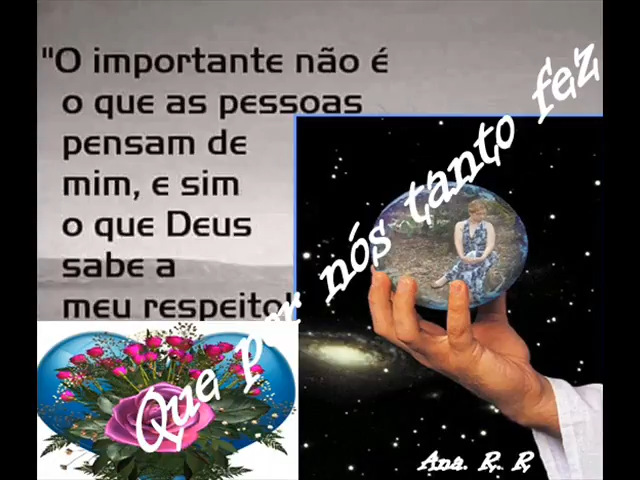 "O importante não é
o que as pessoas
pensam de
mim, e sim
o que Deus
sabe a
meu respeito!
Que por nós tanto fez
Ana. R. R